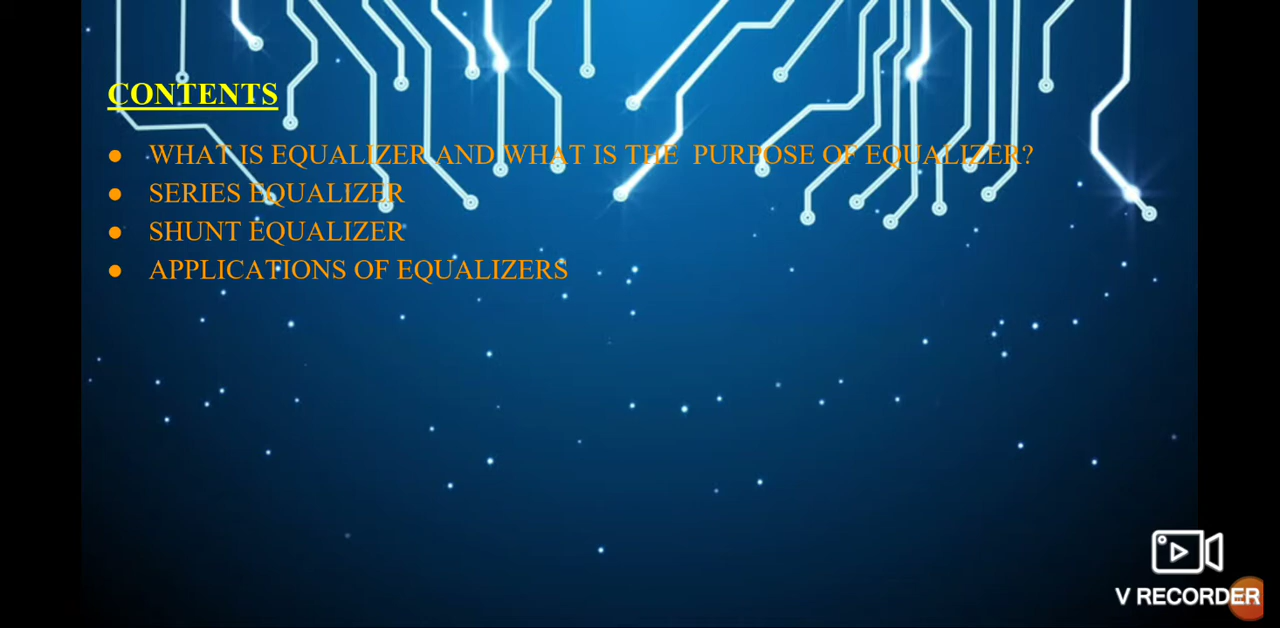 CONTENTS
● WHAT IS EQUALIZER AND WHAT IS THE PURPOSE OF EQUALIZER?
● SERIES EQUALIZER
● SHUNT EQUALIZER
● APPLICATIONS OF EQUALIZERS
V RECORDER